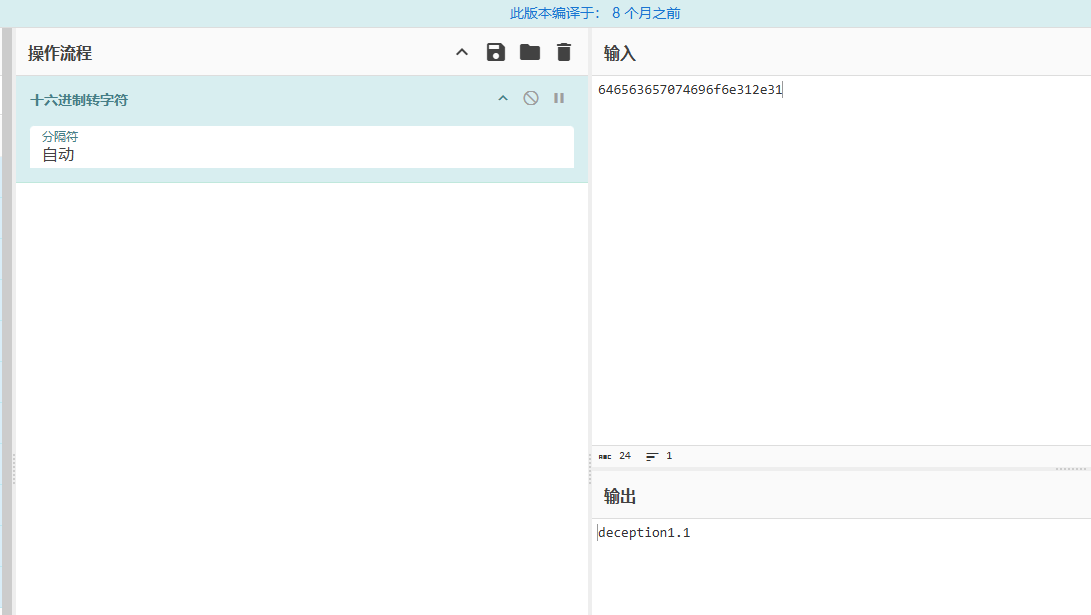 此版本编译于： 8 个月之前
操作流程
十六进制转字符
分隔符
自动
输入
646563657074696f6e312e31
ABC 24 1
输出
deception1.1